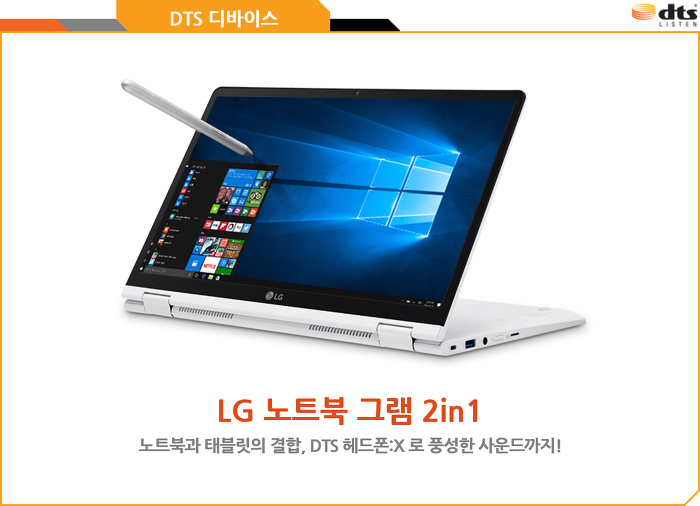 DTS 디바이스
dts
LISTEN
LG
LG 노트북 그램 2in1
노트북과 태블릿의 결합, DTS 헤드폰:X 로 풍성한 사운드까지!